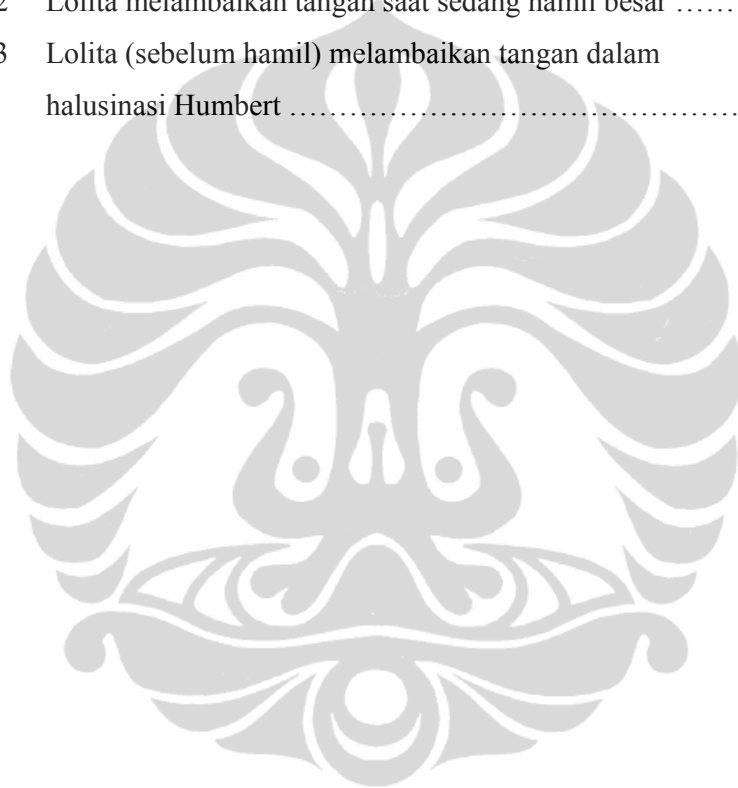 2 Lolita melambaikan tangan saat sedang hamil besar ……
3 Lolita (sebelum hamil) melambaikan tangan dalam
halusinasi Humbert ………………………………………